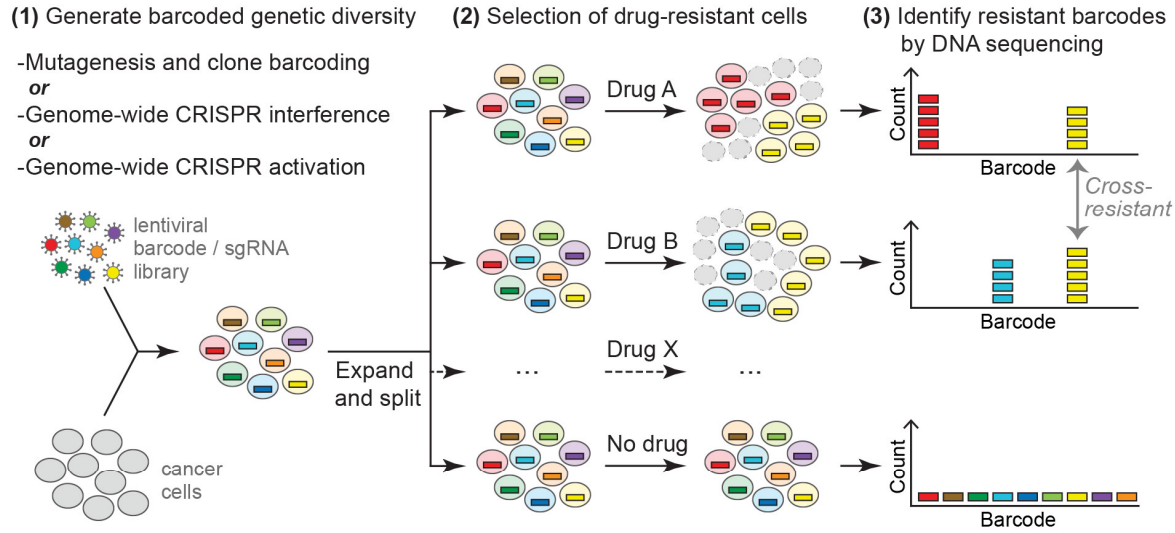 (1) Generate barcoded genetic diversity
-Mutagenesis and clone barcoding
or
-Genome-wide CRISPR interference
or
-Genome-wide CRISPR activation
lentiviral
barcode / sgRNA
library
cancer
cells
Expand
and split
(2) Selection of drug-resistant cells
Drug A
Drug B
Drug X
...
...
No drug
(3) Identify resistant barcodes
by DNA sequencing
Count
Barcode
Cross-
resistant
Count
Barcode
Count
Barcode